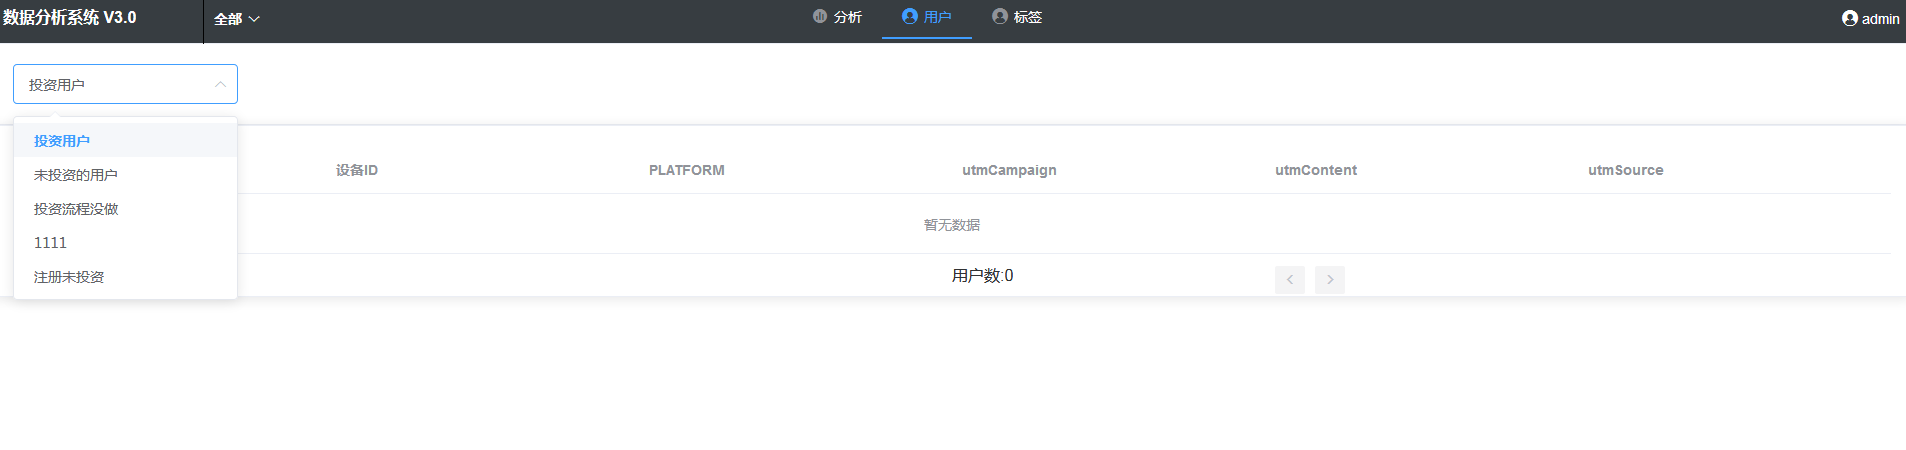 数据分析系统 V3.0 全部 分析 用户 标签 admin
投资用户
投资用户
未投资的用户
投资流程没做
1111
注册未投资
设备ID PLATFORM utmCampaign utmContent utmSource
暂无数据
用户数:0